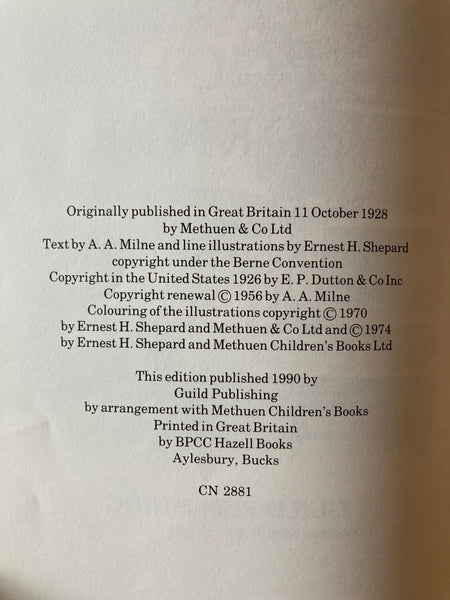 Originally published in Great Britain 11 October 1928
by Methuen & Co Ltd
Text by A. A. Milne and line illustrations by Ernest H. Shepard
copyright under the Berne Convention
Copyright in the United States 1926 by E. P. Dutton & Co Inc
Copyright renewal © 1956 by A. A. Milne
Colouring of the illustrations copyright © 1970
by Ernest H. Shepard and Methuen & Co Ltd and © 1974
by Ernest H. Shepard and Methuen Children's Books Ltd
This edition published 1990 by
Guild Publishing
by arrangement with Methuen Children's Books
Printed in Great Britain
by BPCC Hazell Books
Aylesbury, Bucks
CN 2881